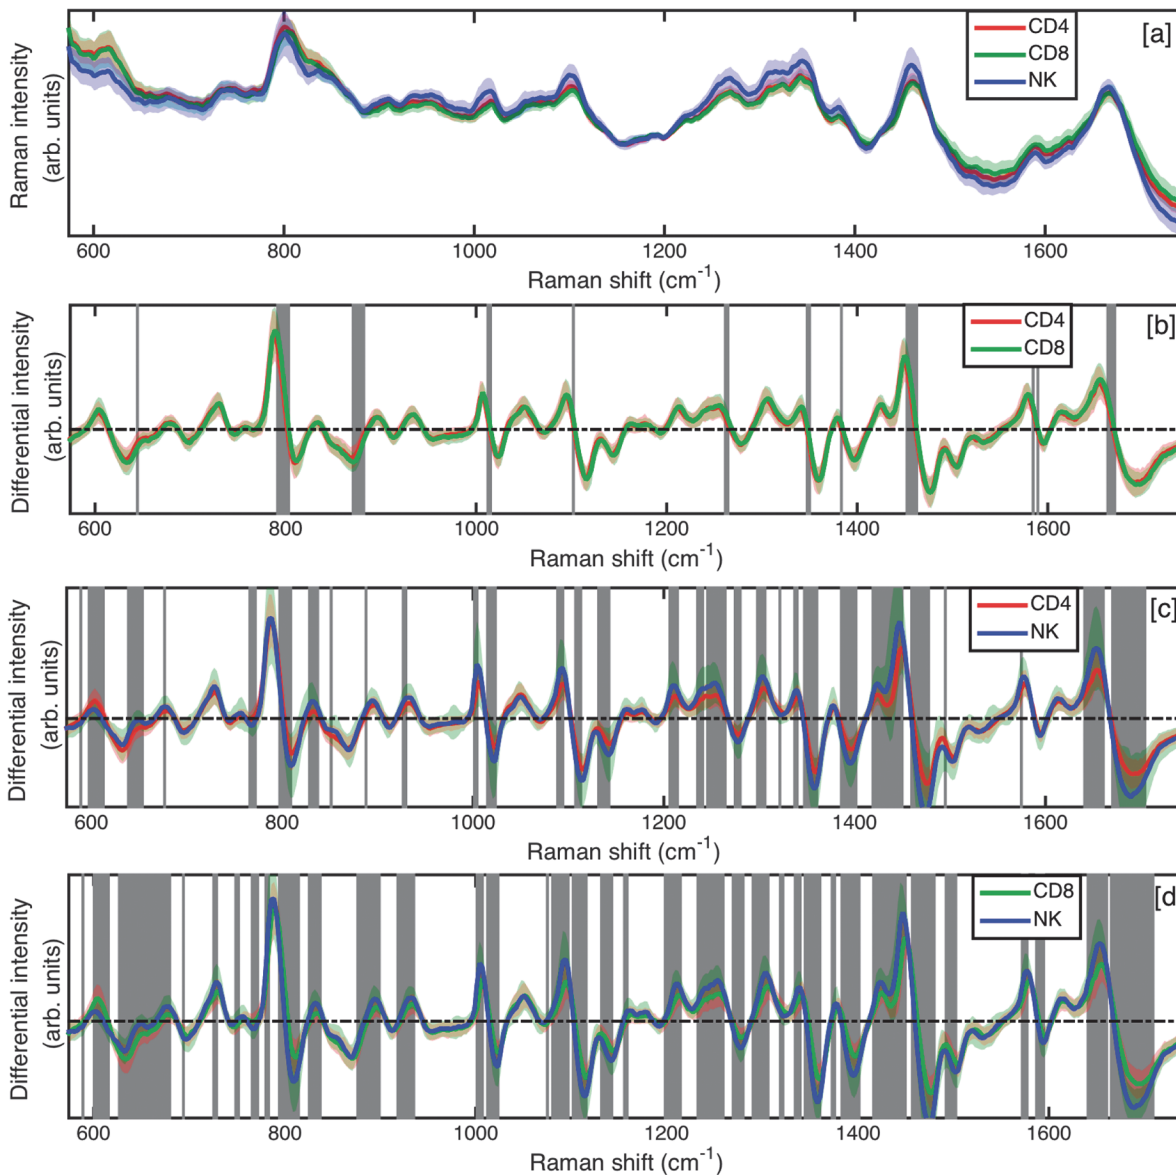 [a]
CD4
CD8
NK
Raman intensity
(arb. units)
600 800 1000 1200 1400 1600
Raman shift (cm⁻¹)
[b]
CD4
CD8
Differential intensity
(arb. units)
600 800 1000 1200 1400 1600
Raman shift (cm⁻¹)
[c]
CD4
NK
Differential intensity
(arb. units)
600 800 1000 1200 1400 1600
Raman shift (cm⁻¹)
[d
CD8
NK
Differential intensity
(arb. units)
600 800 1000 1200 1400 1600
Raman shift (cm⁻¹)